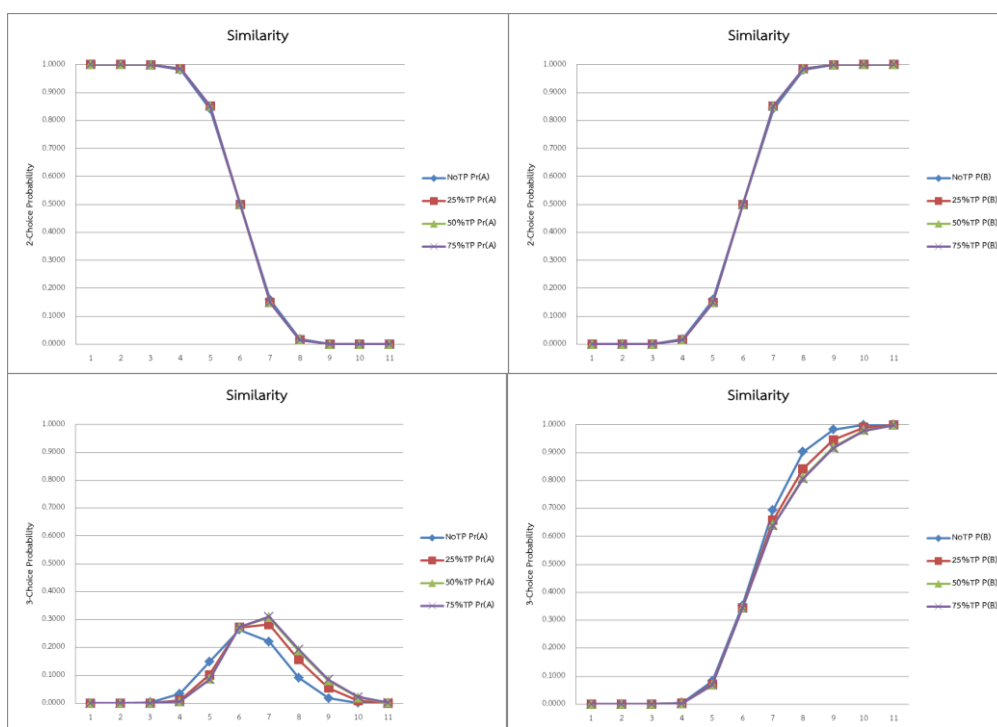 Similarity
1.0000
0.9000
0.8000
0.7000
0.6000
0.5000
0.4000
0.3000
0.2000
0.1000
0.0000
2-Choice Probability
1 2 3 4 5 6 7 8 9 10 11
NoTP Pr(A)
25%TP Pr(A)
50%TP Pr(A)
75%TP Pr(A)
Similarity
1.0000
0.9000
0.8000
0.7000
0.6000
0.5000
0.4000
0.3000
0.2000
0.1000
0.0000
2-Choice Probability
1 2 3 4 5 6 7 8 9 10 11
NoTP P(B)
25%TP P(B)
50%TP P(B)
75%TP P(B)
Similarity
1.0000
0.9000
0.8000
0.7000
0.6000
0.5000
0.4000
0.3000
0.2000
0.1000
0.0000
3-Choice Probability
1 2 3 4 5 6 7 8 9 10 11
NoTP Pr(A)
25%TP Pr(A)
50%TP Pr(A)
75%TP Pr(A)
Similarity
1.0000
0.9000
0.8000
0.7000
0.6000
0.5000
0.4000
0.3000
0.2000
0.1000
0.0000
3-Choice Probability
1 2 3 4 5 6 7 8 9 10 11
NoTP P(B)
25%TP P(B)
50%TP P(B)
75%TP P(B)